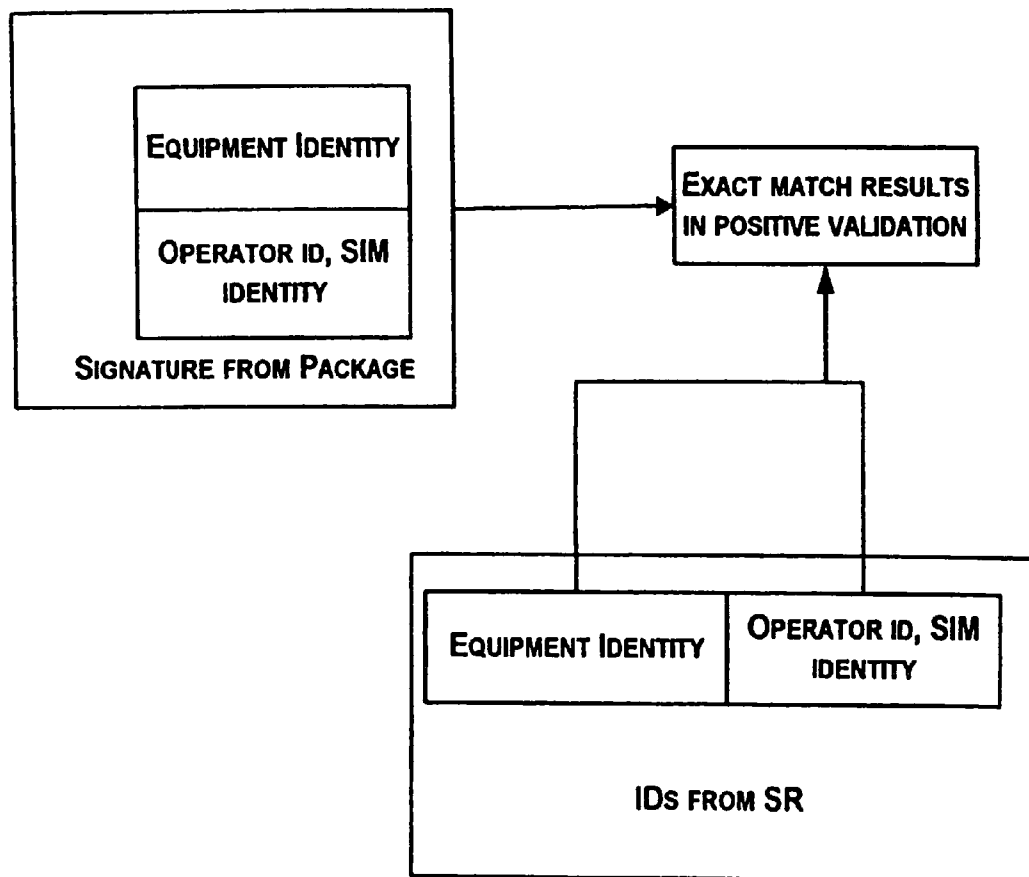 EQUIPMENT IDENTITY
OPERATOR ID, SIM
IDENTITY
SIGNATURE FROM PACKAGE
EXACT MATCH RESULTS
IN POSITIVE VALIDATION
EQUIPMENT IDENTITY
OPERATOR ID, SIM
IDENTITY
IDS FROM SR